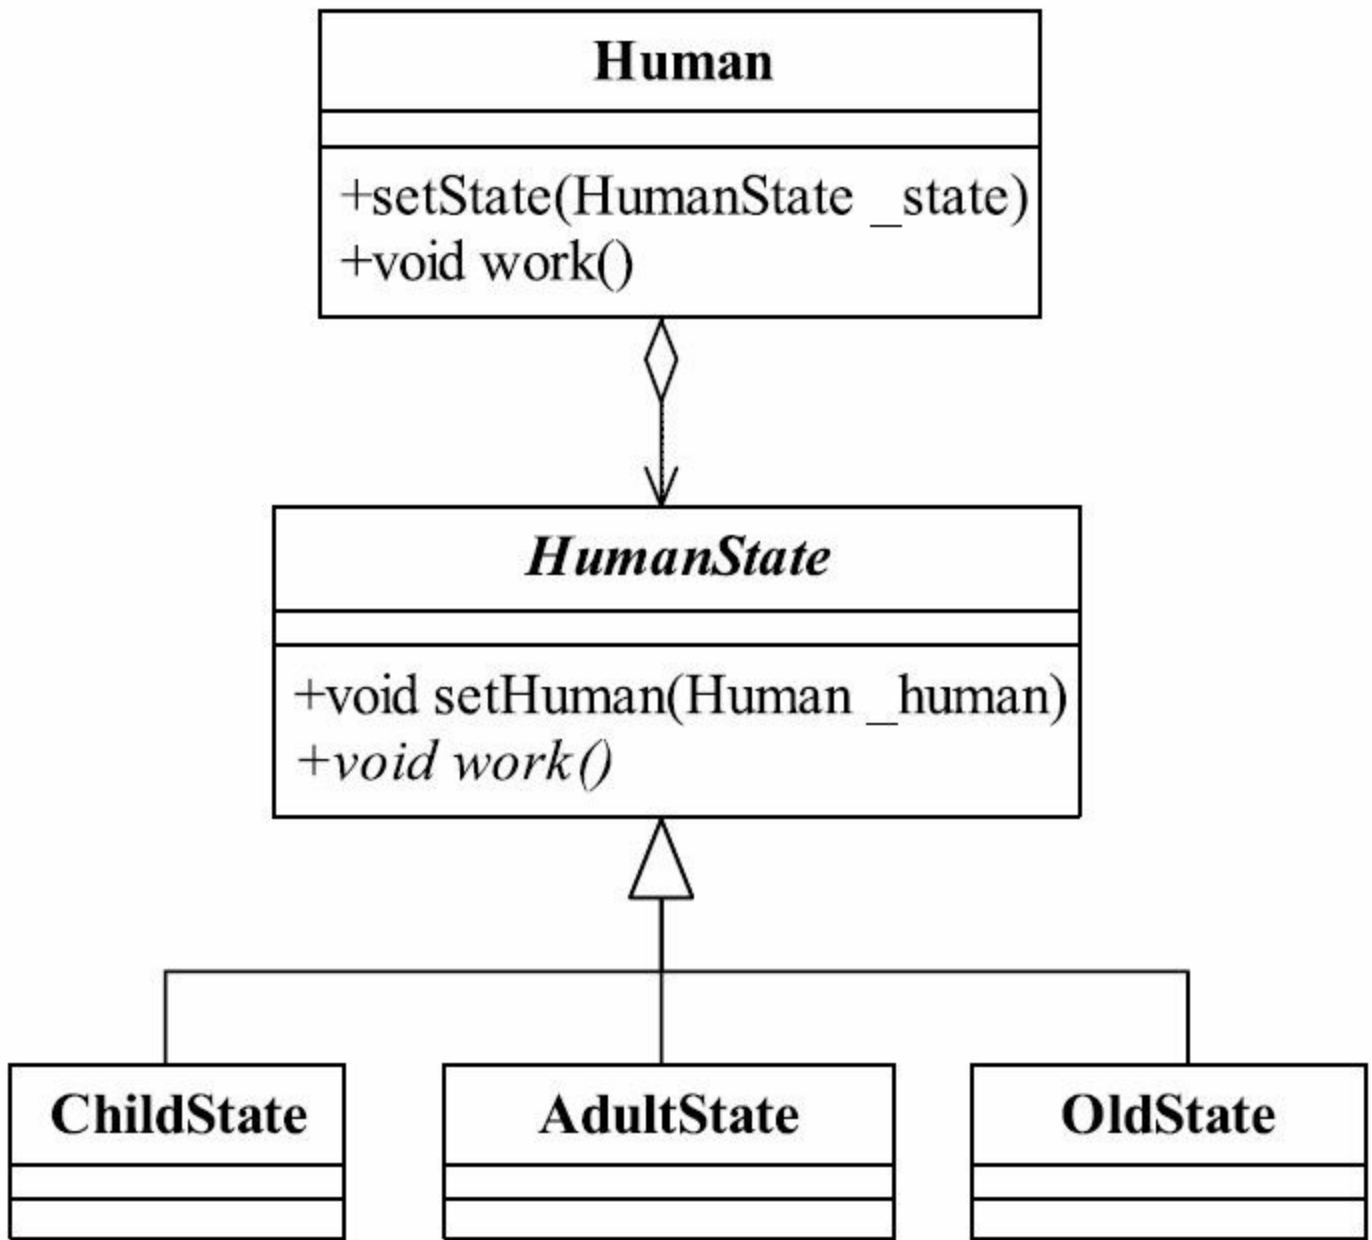 Human
+setState(HumanState _state)
+void work()
HumanState
+void setHuman(Human _human)
+void work()
ChildState
AdultState
OldState